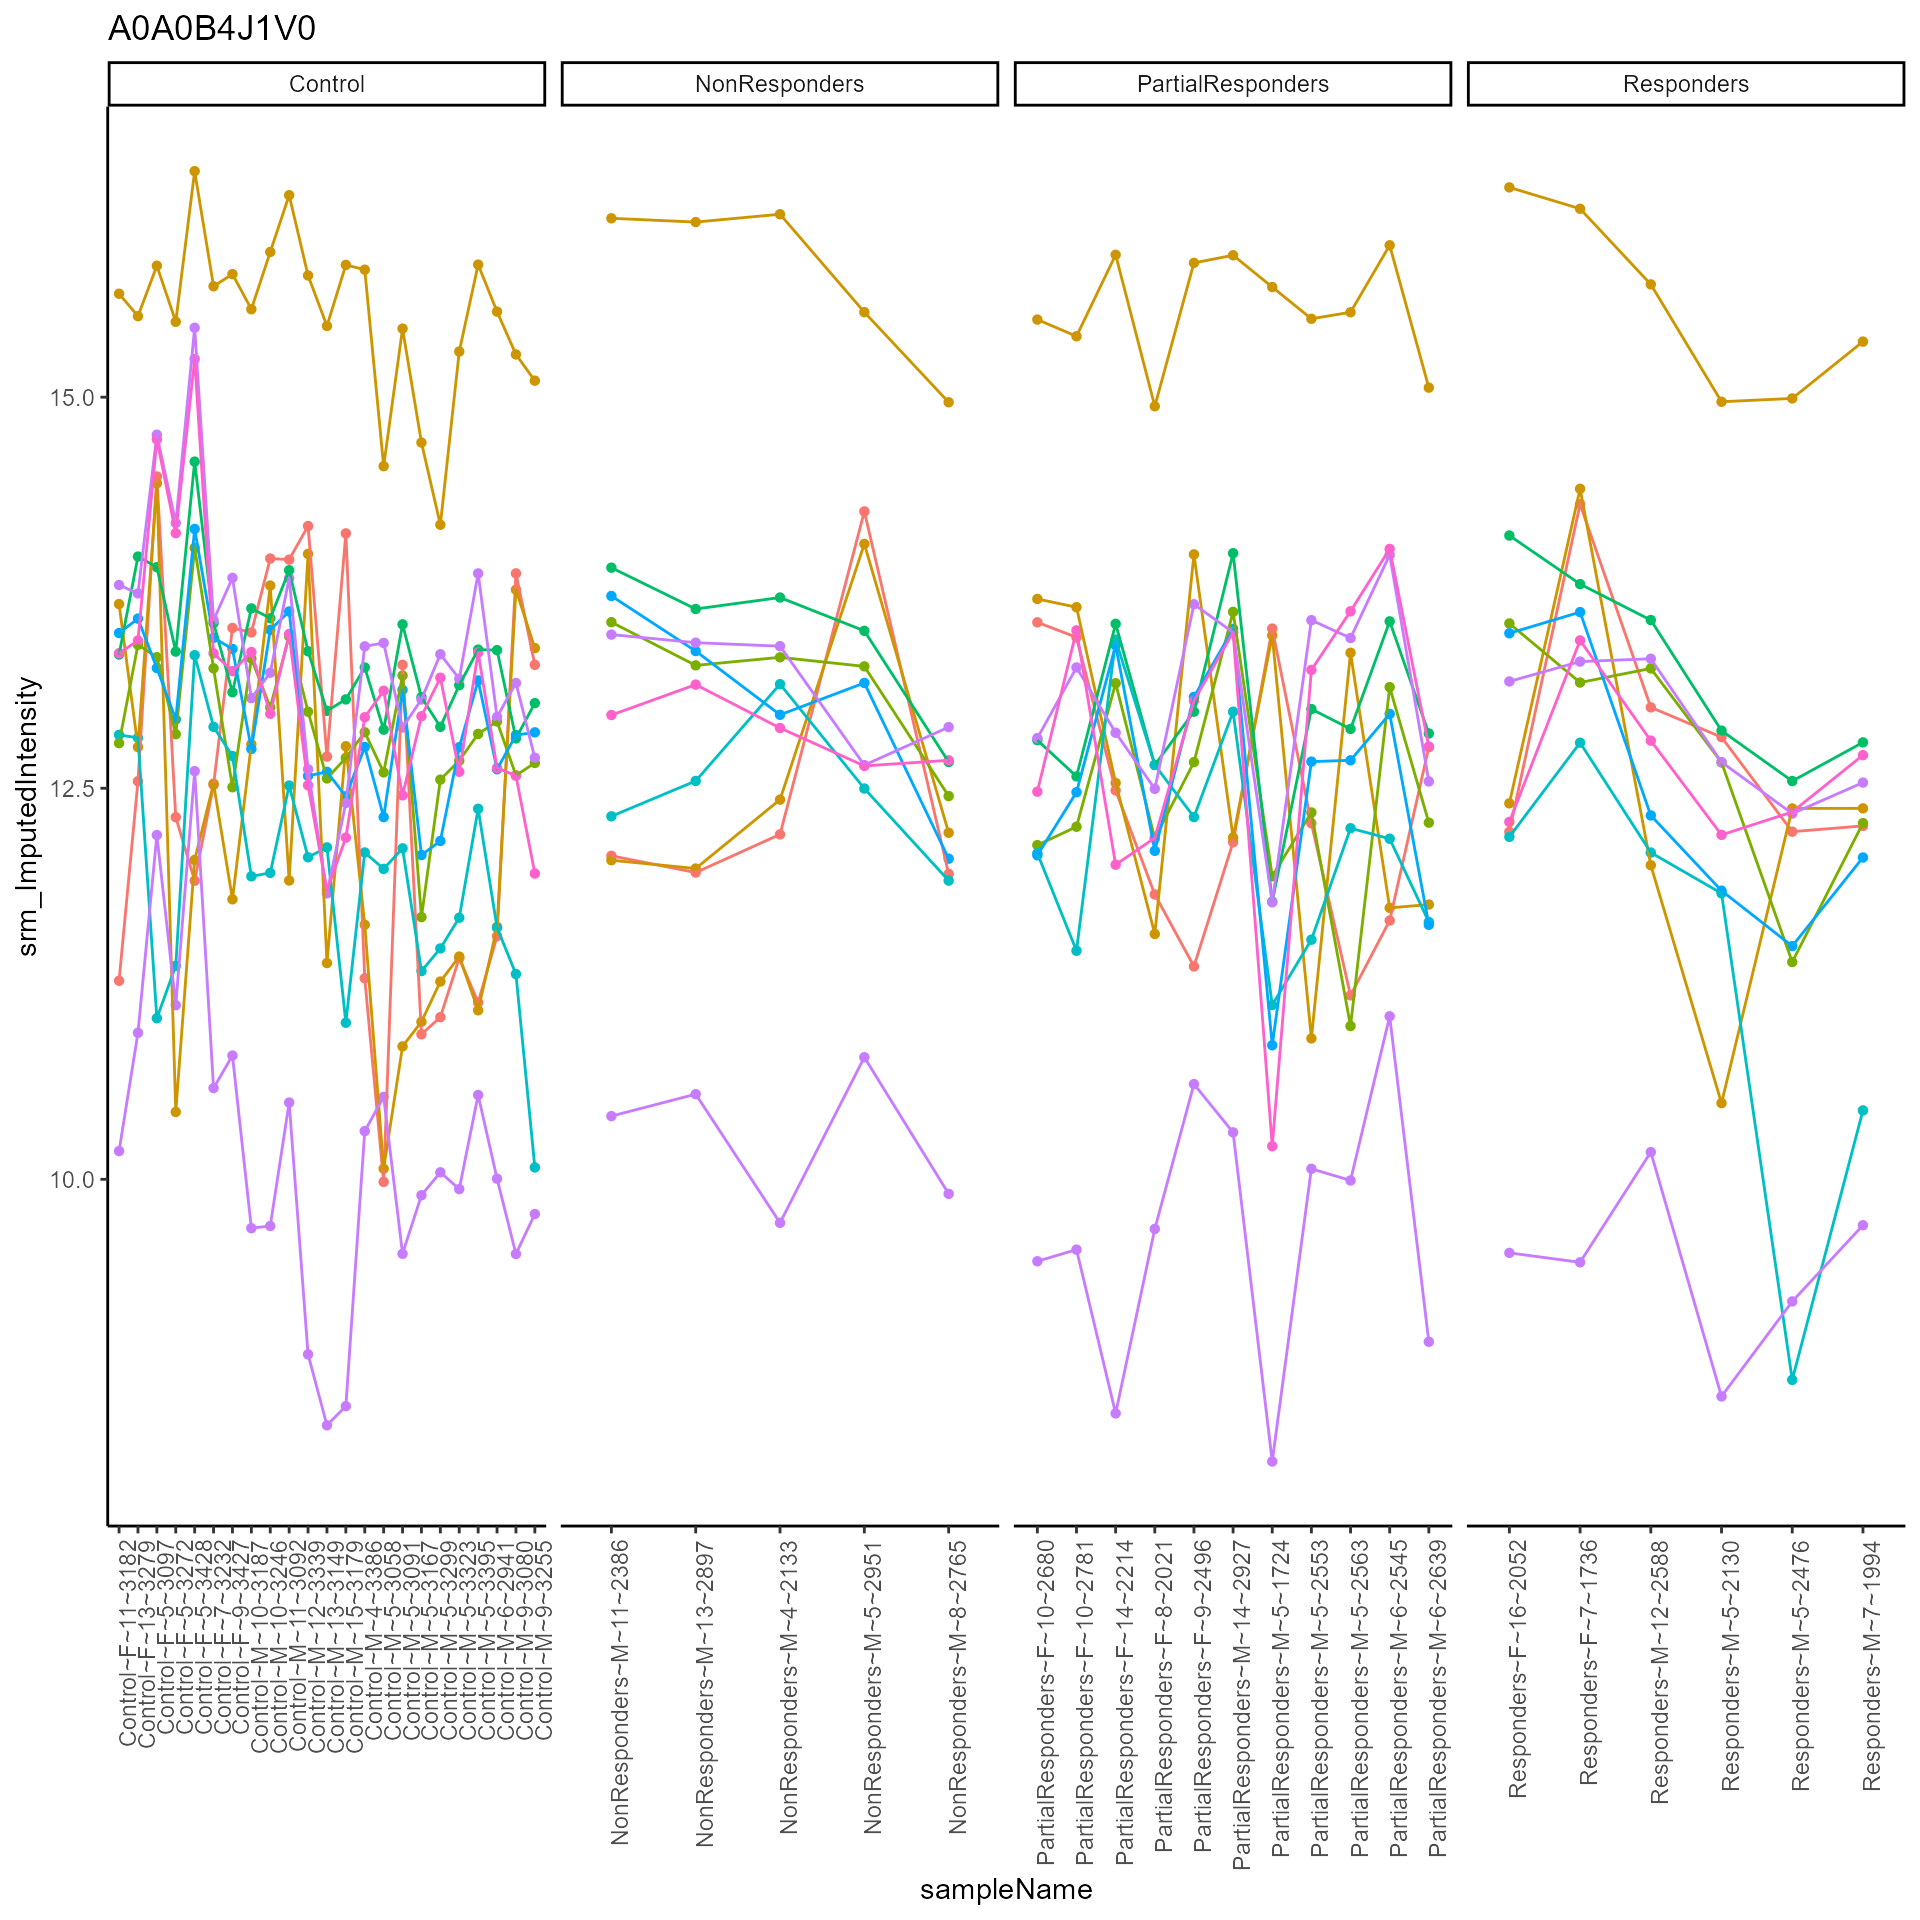 A0A0B4J1V0
Control
NonResponders
PartialResponders
Responders
srm_ImputedIntensity
15.0
12.5
10.0
Control~F~11~3182
Control~F~13~3279
Control~F~5~3097
Control~F~5~3272
Control~F~5~3428
Control~F~7~3232
Control~F~9~3427
Control~M~10~3187
Control~M~10~3246
Control~M~11~3092
Control~M~12~3339
Control~M~13~3149
Control~M~15~3179
Control~M~4~3386
Control~M~5~3058
Control~M~5~3091
Control~M~5~3167
Control~M~5~3299
Control~M~5~3323
Control~M~5~3395
Control~M~6~2941
Control~M~9~3080
Control~M~9~3255
NonResponders~M~11~2386
NonResponders~M~13~2897
NonResponders~M~4~2133
NonResponders~M~5~2951
NonResponders~M~8~2765
PartialResponders~F~10~2680
PartialResponders~F~10~2781
PartialResponders~F~14~2214
PartialResponders~F~8~2021
PartialResponders~F~9~2496
PartialResponders~M~14~2927
PartialResponders~M~5~1724
PartialResponders~M~5~2553
PartialResponders~M~5~2563
PartialResponders~M~6~2545
PartialResponders~M~6~2639
Responders~F~16~2052
Responders~F~7~1736
Responders~M~12~2588
Responders~M~5~2130
Responders~M~5~2476
Responders~M~7~1994
sampleName